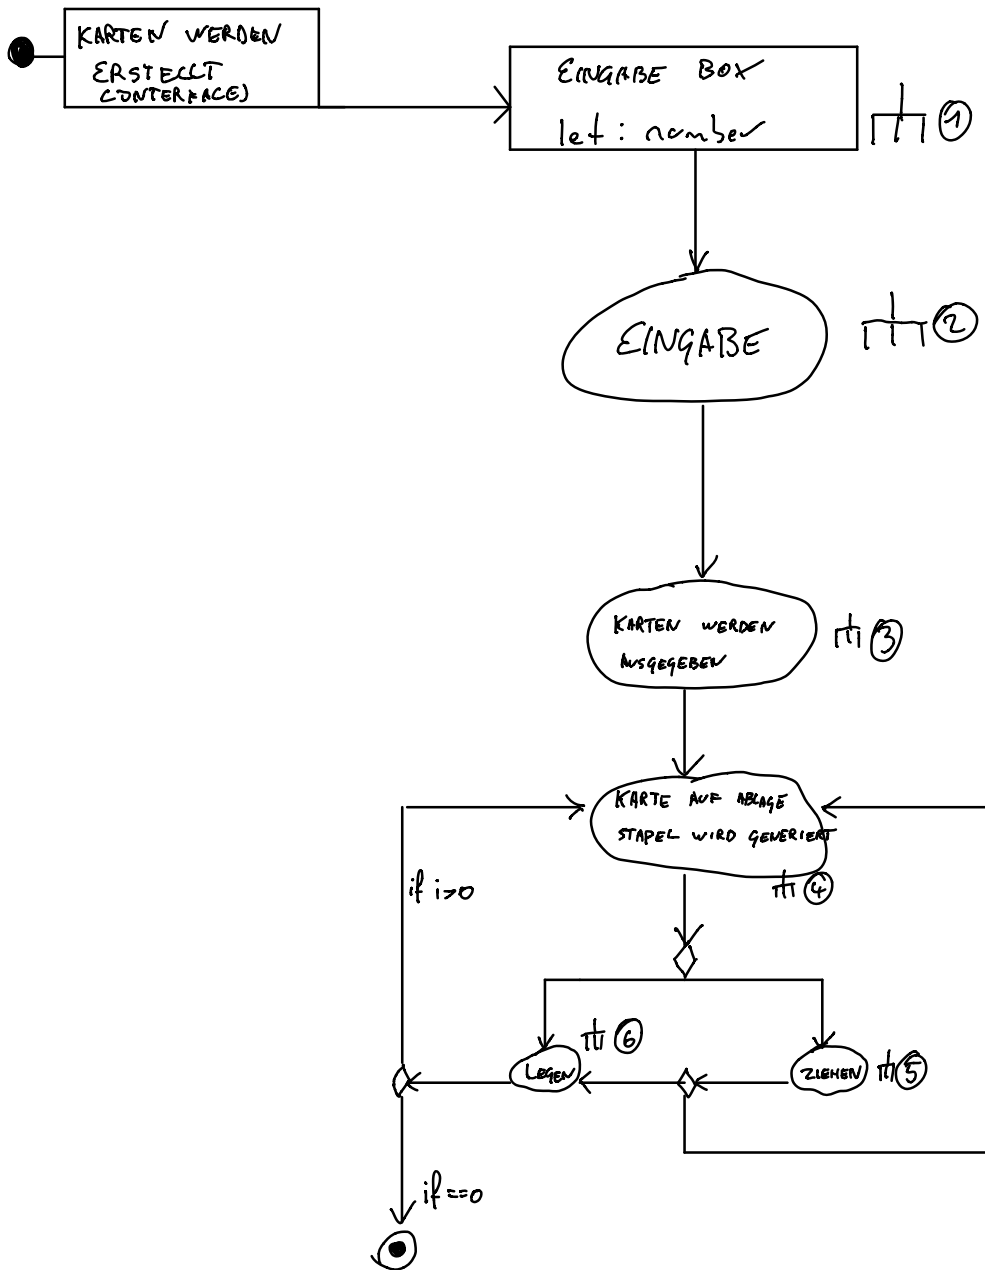 KARTEN WERDEN
ERSTELLT
(INTERFACE)
EINGABE BOX
let : number
1
EINGABE
2
KARTEN WERDEN
AUSGEGEBEN
3
KARTE AUF ABLAGE
STAPEL WIRD GENERIERT
4
if i>0
6
LEGEN
ZIEHEN
5
if ==0